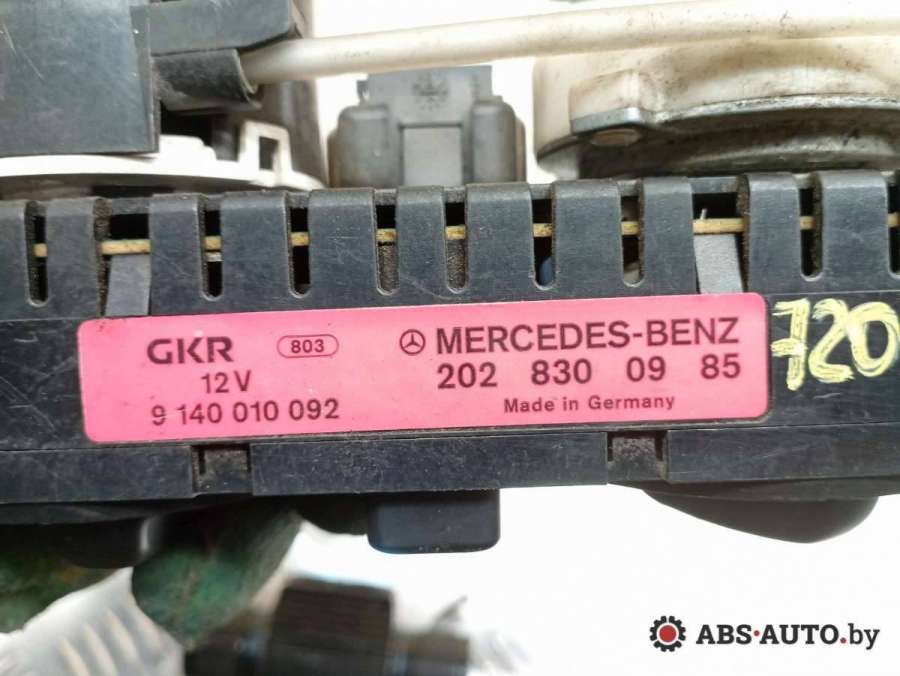 GKR 803 MERCEDES-BENZ
12V 202 830 09 85
9 140 010 092 Made in Germany
720
ABS-AUTO.by